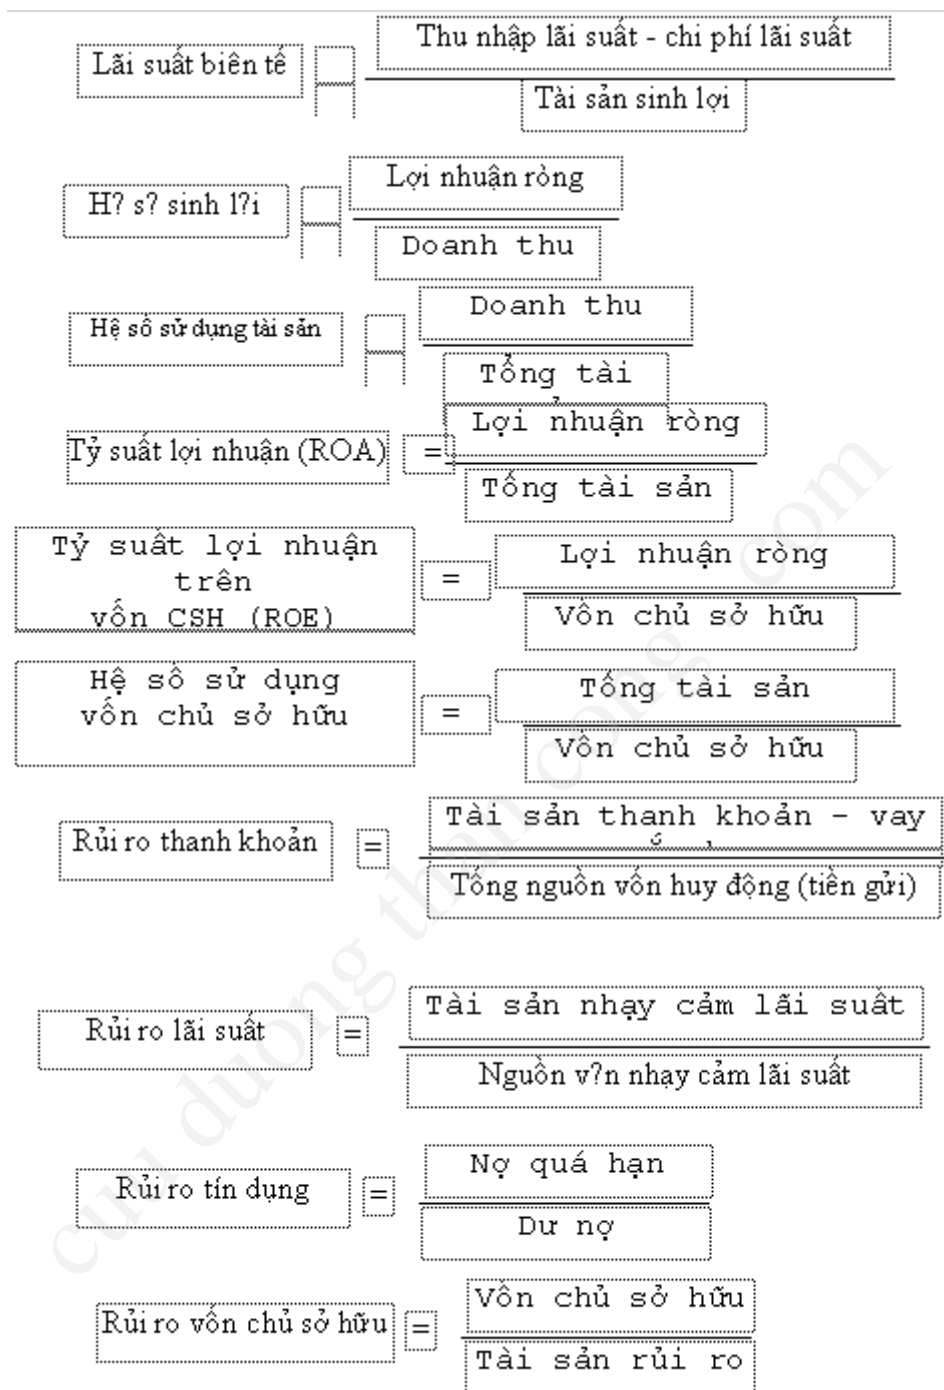 Thu nhập lãi suất - chi phí lãi suất
Lãi suất biên tế
Tài sản sinh lợi
Lợi nhuận ròng
H? s? sinh l?i
Doanh thu
Doanh thu
Hệ số sử dụng tài sản
Tổng tài
Lợi nhuận ròng
Tỷ suất lợi nhuận (ROA) =
Tổng tài sản
Tỷ suất lợi nhuận
trên
vốn CSH (ROE)
=
Lợi nhuận ròng
Vốn chủ sở hữu
Hệ số sử dụng
vốn chủ sở hữu
=
Tổng tài sản
Vốn chủ sở hữu
Tài sản thanh khoản - vay
Rủi ro thanh khoản =
Tổng nguồn vốn huy động (tiền gửi)
Tài sản nhạy cảm lãi suất
Rủi ro lãi suất =
Nguồn v?n nhạy cảm lãi suất
Nợ quá hạn
Rủi ro tín dụng =
Dư nợ
Vốn chủ sở hữu
Rủi ro vốn chủ sở hữu =
Tài sản rủi ro
cuu duong than cong . com